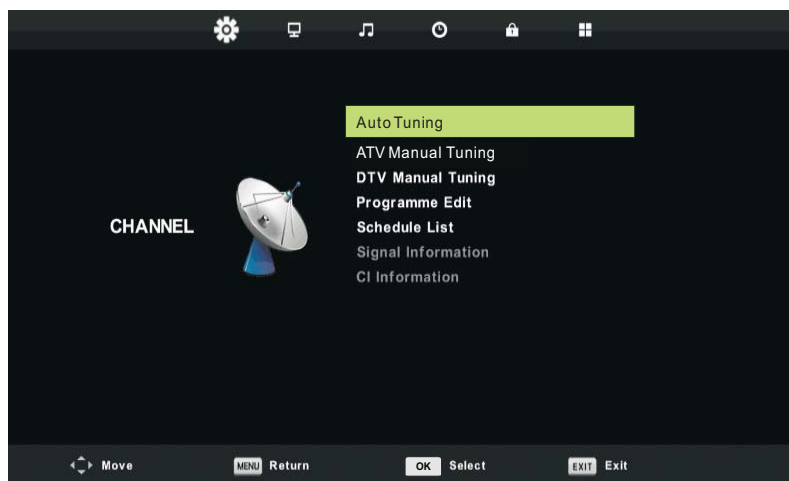 Auto Tuning
ATV Manual Tuning
DTV Manual Tuning
Programme Edit
CHANNEL
Schedule List
Signal Information
CI Information
Move MENU Return OK Select EXIT Exit